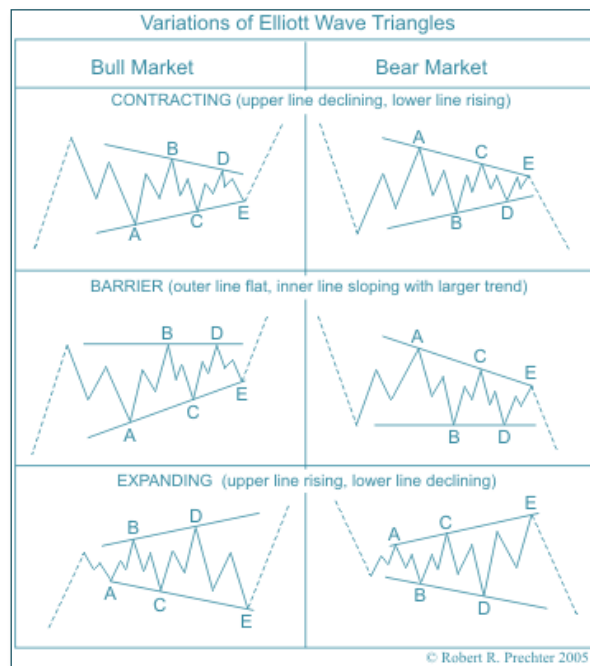 Variations of Elliott Wave Triangles
Bull Market
Bear Market
CONTRACTING (upper line declining, lower line rising)
B
D
A
C
E
A
C
E
B
D
BARRIER (outer line flat, inner line sloping with larger trend)
B
D
A
C
E
A
C
E
B
D
EXPANDING (upper line rising, lower line declining)
B
D
A
C
E
A
C
E
B
D
© Robert R. Prechter 2005